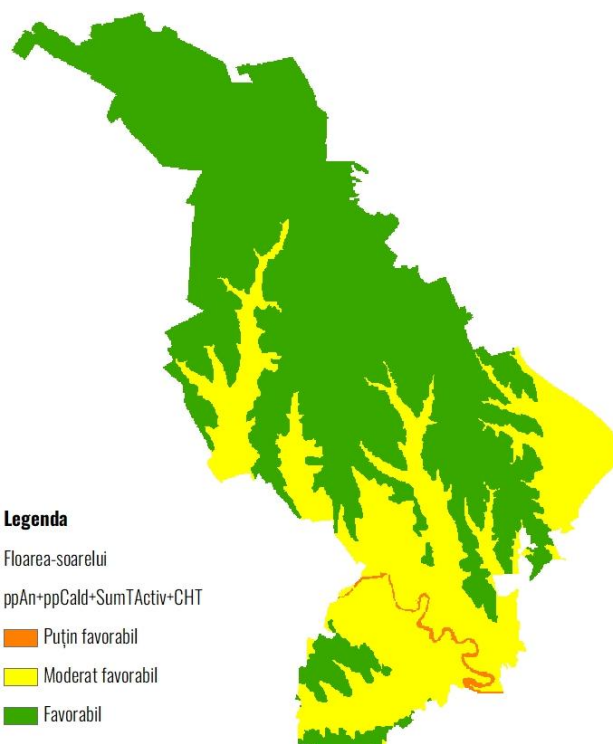 Legenda
Floarea-soarelui
ppAn+ppCald+SumTActiv+CHT
Puțin favorabil
Moderat favorabil
Favorabil